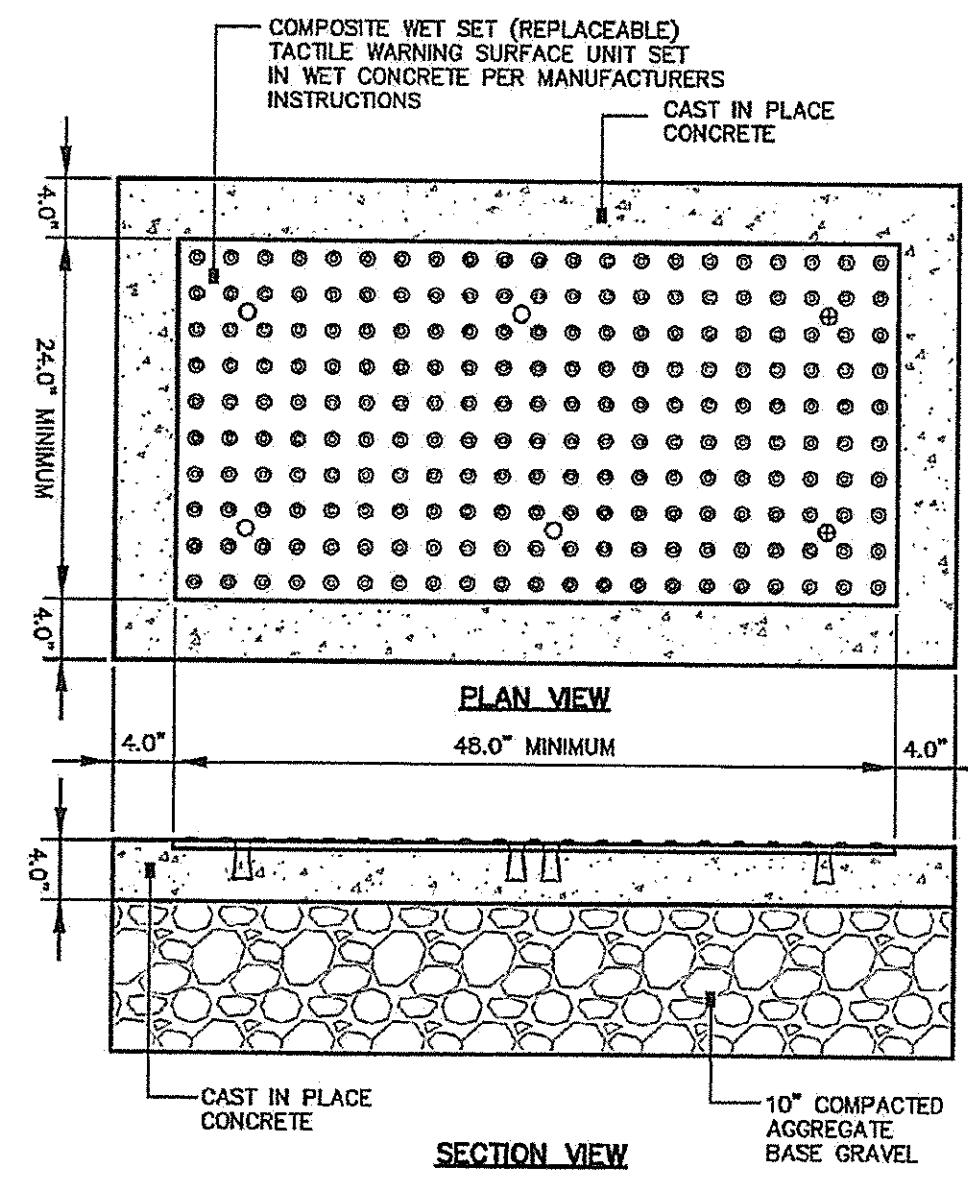 COMPOSITE WET SET (REPLACEABLE)
TACTILE WARNING SURFACE UNIT SET
IN WET CONCRETE PER MANUFACTURERS
INSTRUCTIONS
CAST IN PLACE
CONCRETE
4.0"
24.0" MINIMUM
4.0"
PLAN VIEW
4.0"
48.0" MINIMUM
4.0"
4.0"
CAST IN PLACE
CONCRETE
10" COMPACTED
AGGREGATE
BASE GRAVEL
SECTION VIEW